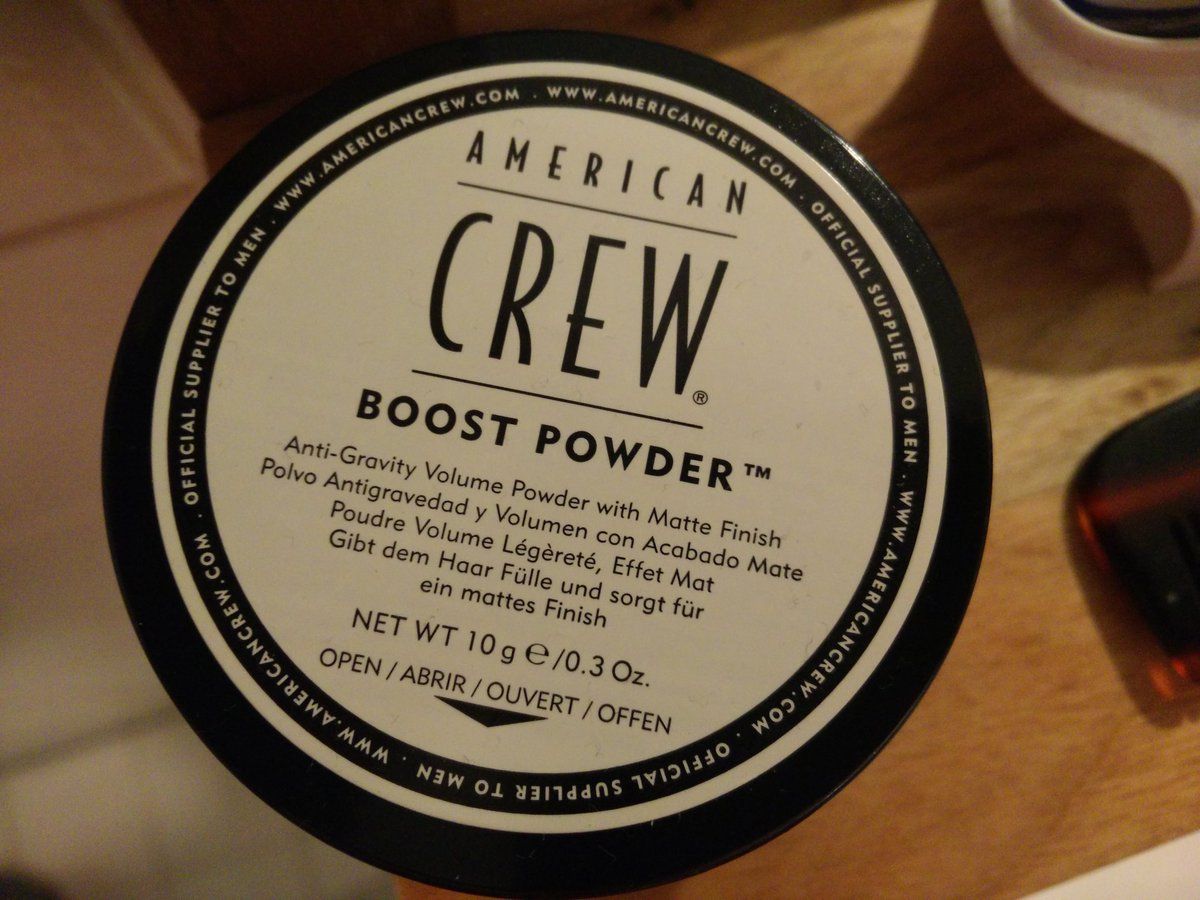 AMERICAN
CREW®
BOOST POWDER™
Anti-Gravity Volume Powder with Matte Finish
Polvo Antigravedad y Volumen con Acabado Mate
Poudre Volume Légèreté, Effet Mat
Gibt dem Haar Fülle und sorgt für
ein mattes Finish
NET WT 10 g ℮/0.3 Oz.
OPEN / ABRIR / OUVERT / OFFEN
WWW.AMERICANCREW.COM · OFFICIAL SUPPLIER TO MEN · WWW.AMERICANCREW.COM · OFFICIAL SUPPLIER TO MEN · WWW.AMERICANCREW.COM · OFFICIAL SUPPLIER TO MEN · WWW.AMERICANCREW.COM ·